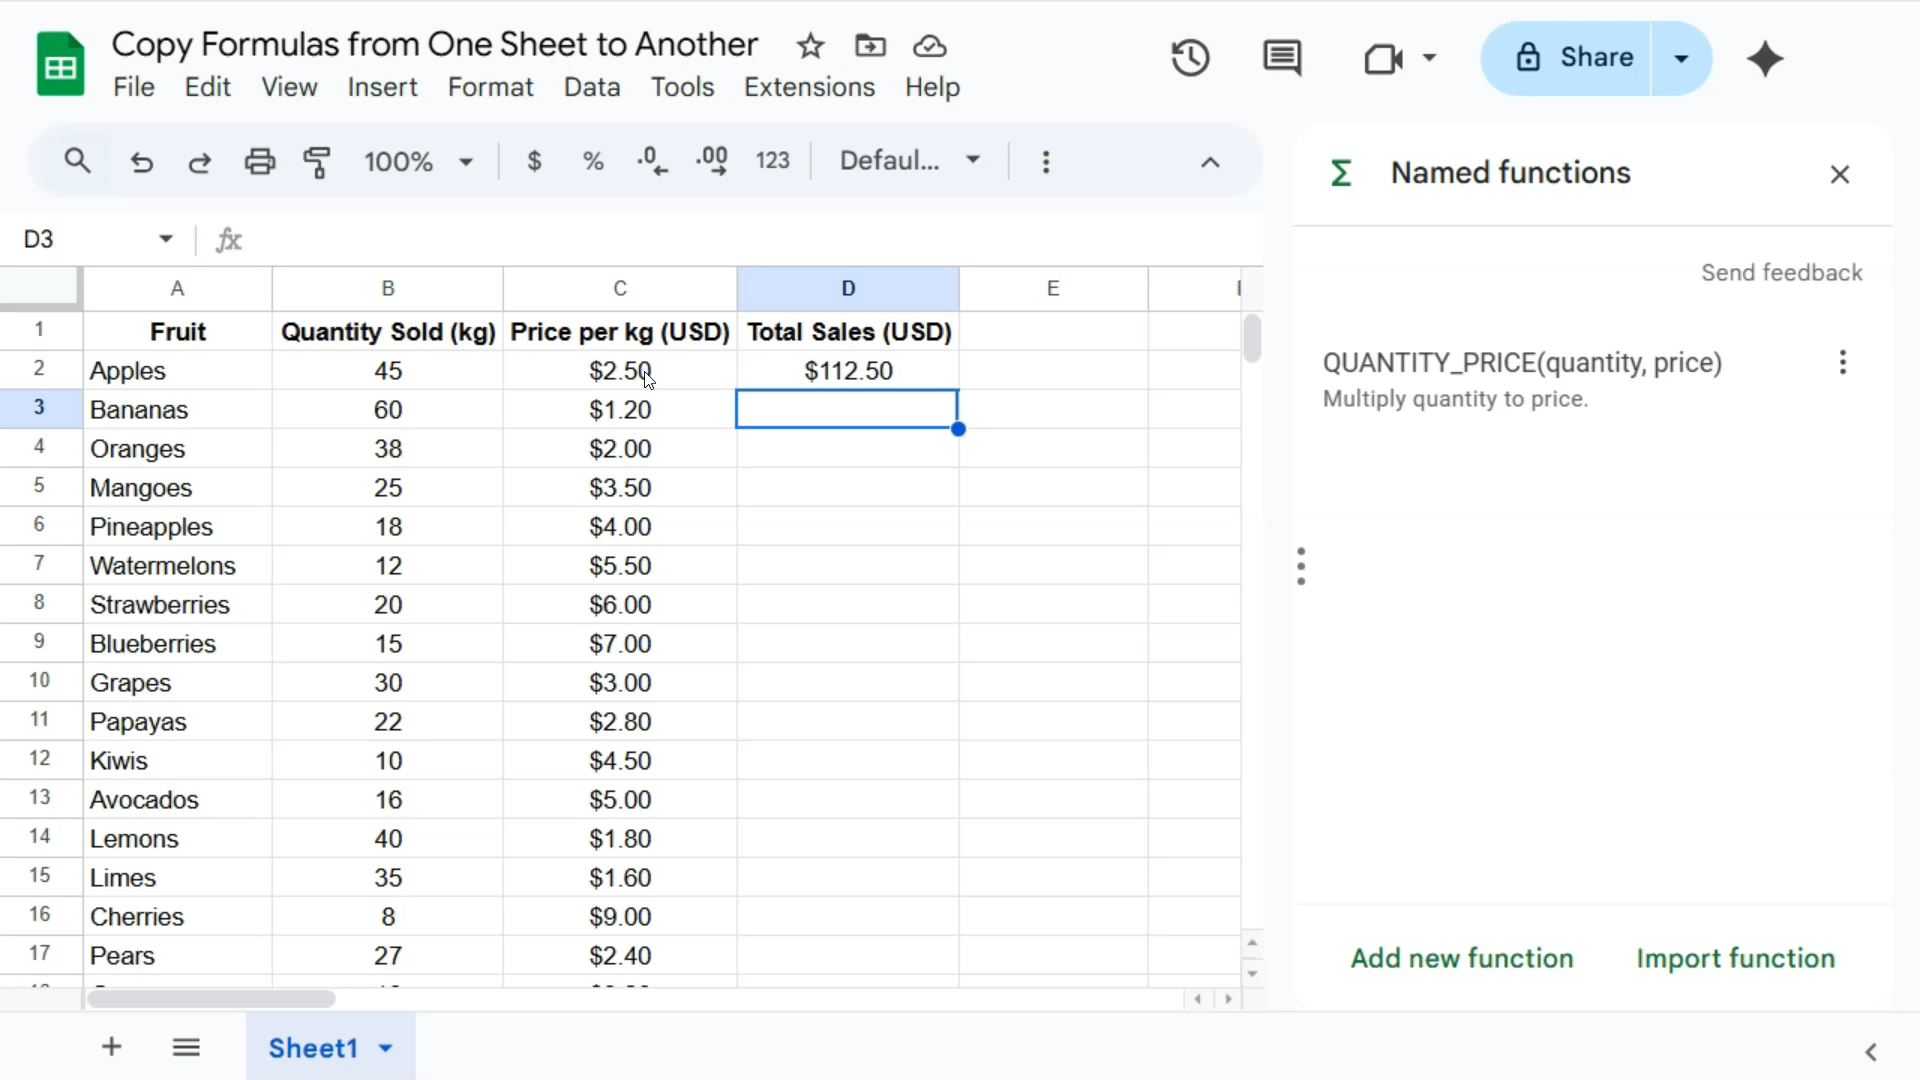 Copy Formulas from One Sheet to Another
File Edit View Insert Format Data Tools Extensions Help
Share
100% $ % .0 .00 123 Defaul...
D3 fx
A B C D E
1 Fruit Quantity Sold (kg) Price per kg (USD) Total Sales (USD)
2 Apples 45 $2.50 $112.50
3 Bananas 60 $1.20
4 Oranges 38 $2.00
5 Mangoes 25 $3.50
6 Pineapples 18 $4.00
7 Watermelons 12 $5.50
8 Strawberries 20 $6.00
9 Blueberries 15 $7.00
10 Grapes 30 $3.00
11 Papayas 22 $2.80
12 Kiwis 10 $4.50
13 Avocados 16 $5.00
14 Lemons 40 $1.80
15 Limes 35 $1.60
16 Cherries 8 $9.00
17 Pears 27 $2.40
Sheet1
Σ Named functions
Send feedback
QUANTITY_PRICE(quantity, price)
Multiply quantity to price.
Add new function Import function